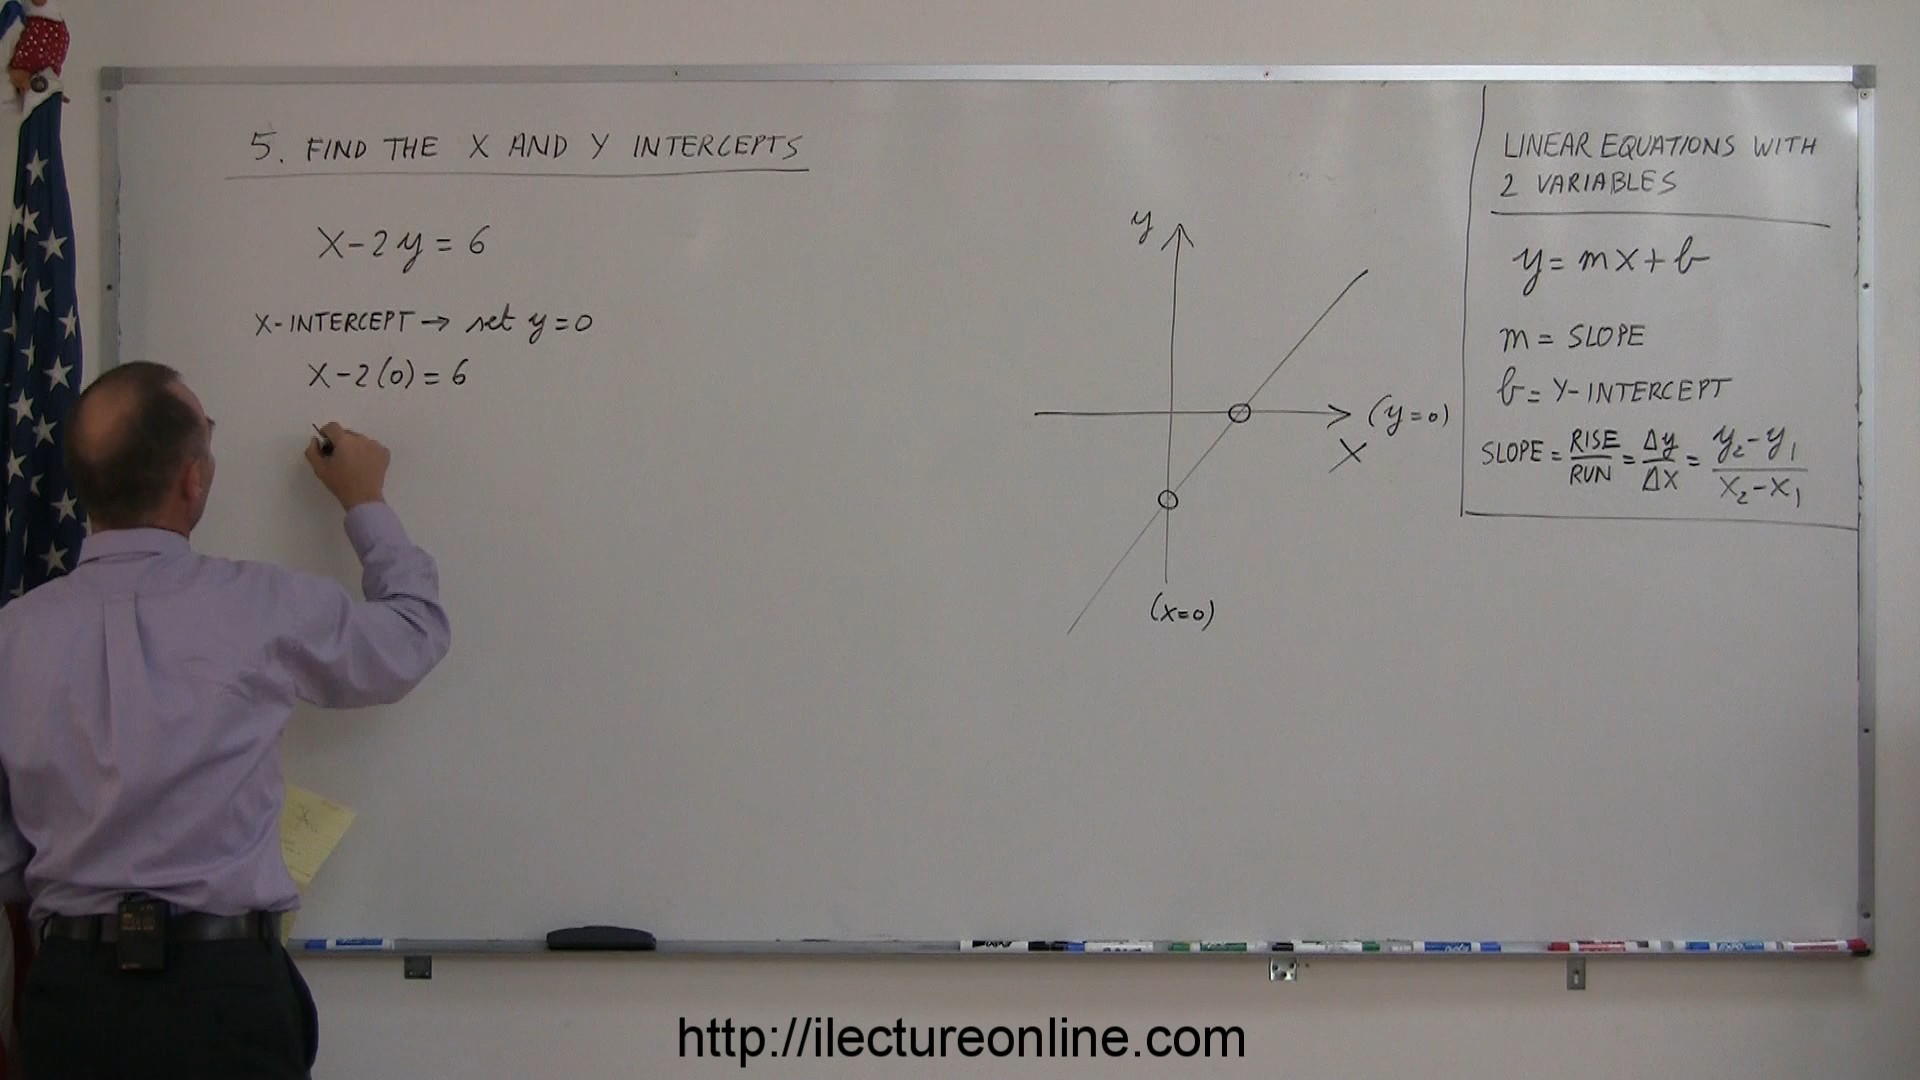 5. FIND THE X AND Y INTERCEPTS
X-2y=6
X-INTERCEPT → set y=0
X-2(0)=6
y
(y=0)
X
(x=0)
LINEAR EQUATIONS WITH
2 VARIABLES
y=mx+b
m = SLOPE
b = Y-INTERCEPT
SLOPE = RISE/RUN = Δy/Δx = y₂-y₁/x₂-x₁
http://ilectureonline.com